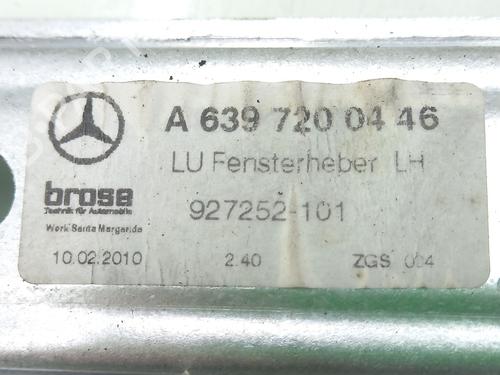 A 639 720 04 46
LU Fensterheber LH
brose
Technik für Automobile
Werk Santa Margarida
927252-101
10.02.2010 2.40 ZGS 004